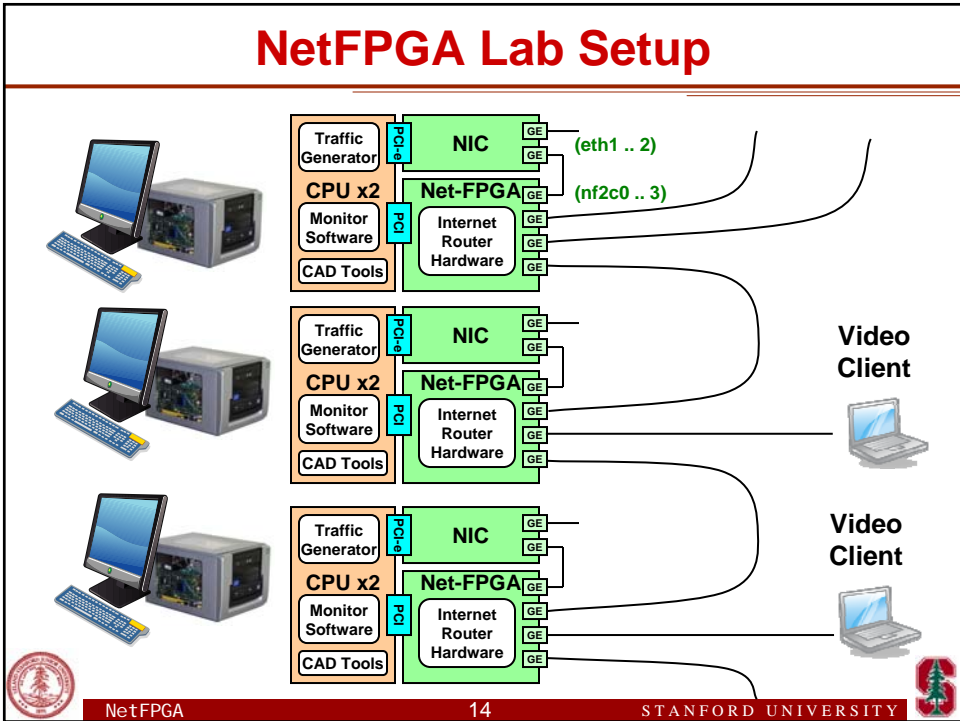 NetFPGA Lab Setup
Traffic
Generator
CPU x2
Monitor
Software
CAD Tools
PCI-e
PCI
NIC
GE
GE
(eth1 .. 2)
Net-FPGA
GE
(nf2c0 .. 3)
Internet
Router
Hardware
GE
GE
GE
Traffic
Generator
CPU x2
Monitor
Software
CAD Tools
PCI-e
PCI
NIC
GE
GE
Net-FPGA
GE
Internet
Router
Hardware
GE
GE
GE
Video
Client
Traffic
Generator
CPU x2
Monitor
Software
CAD Tools
PCI-e
PCI
NIC
GE
GE
Net-FPGA
GE
Internet
Router
Hardware
GE
GE
GE
Video
Client
NetFPGA
14
STANFORD UNIVERSITY